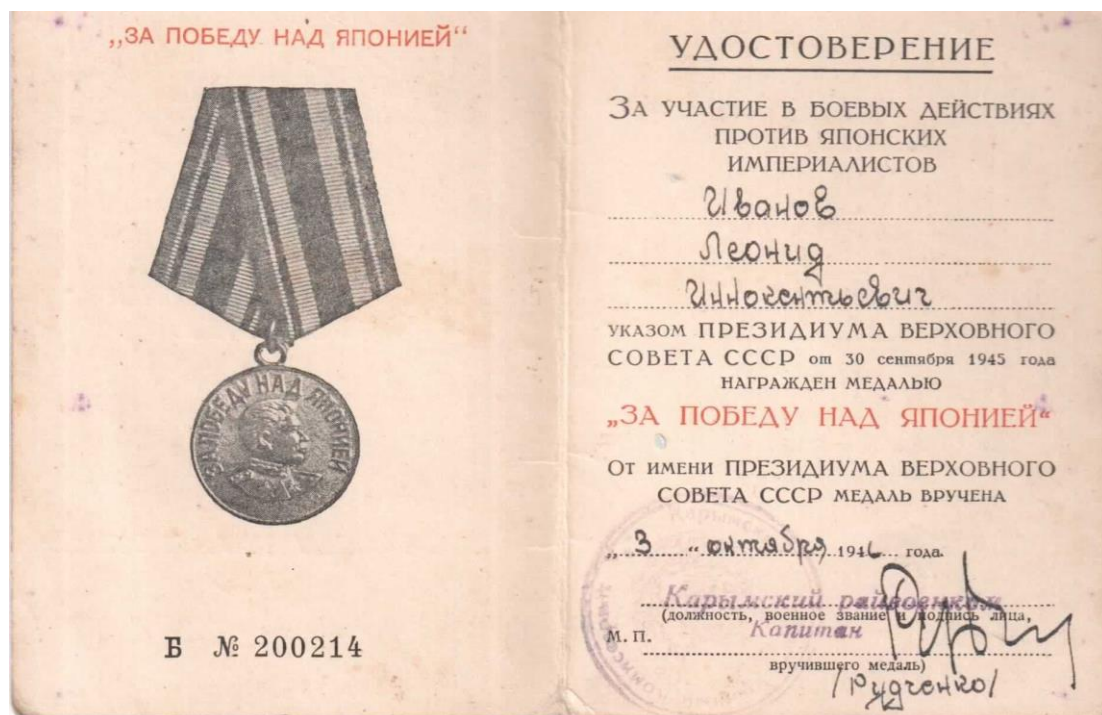 „ЗА ПОБЕДУ НАД ЯПОНИЕЙ“
ЗА ПОБЕДУ НАД ЯПОНИЕЙ
Б № 200214
УДОСТОВЕРЕНИЕ
ЗА УЧАСТИЕ В БОЕВЫХ ДЕЙСТВИЯХ
ПРОТИВ ЯПОНСКИХ
ИМПЕРИАЛИСТОВ
Иванов
Леонид
Иннокентьевич
УКАЗОМ ПРЕЗИДИУМА ВЕРХОВНОГО
СОВЕТА СССР от 30 сентября 1945 года
НАГРАЖДЕН МЕДАЛЬЮ
„ЗА ПОБЕДУ НАД ЯПОНИЕЙ“
ОТ ИМЕНИ ПРЕЗИДИУМА ВЕРХОВНОГО
СОВЕТА СССР МЕДАЛЬ ВРУЧЕНА
„ 3 “ октября 1946 года.
Карымский райвоенком
(должность, военное звание и подпись лица,
М. П. Капитан
вручившего медаль)
/Рудченко/